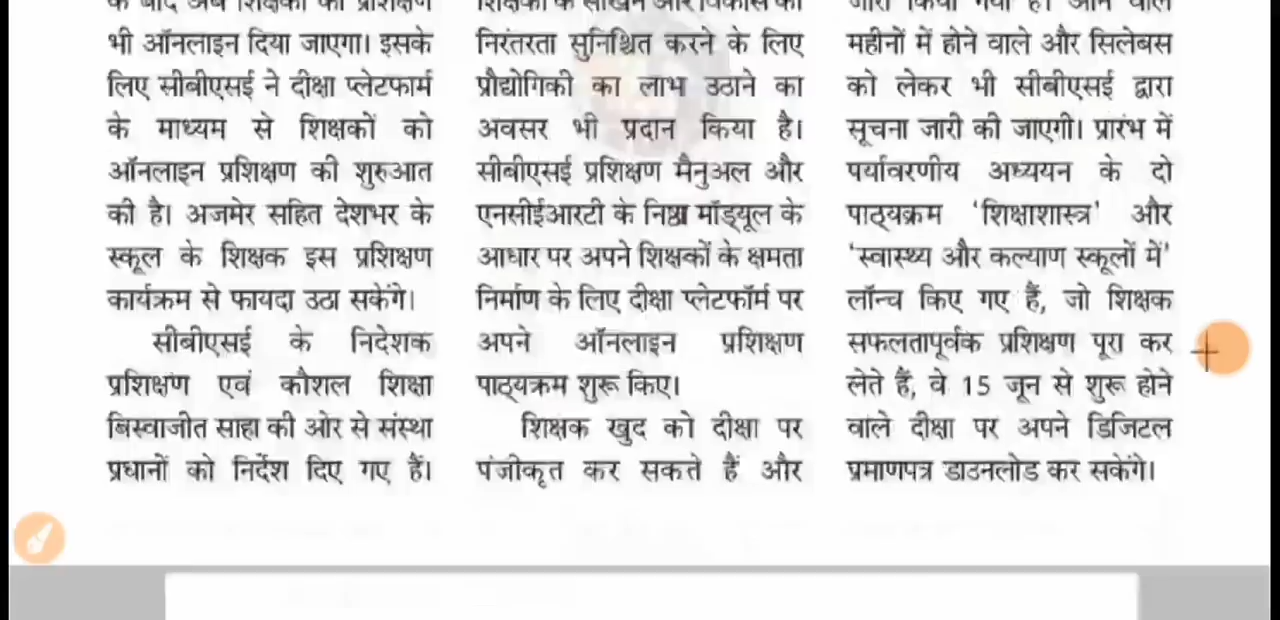 भी ऑनलाइन दिया जाएगा। इसके
लिए सीबीएसई ने दीक्षा प्लेटफार्म
के माध्यम से शिक्षकों को
ऑनलाइन प्रशिक्षण की शुरुआत
की है। अजमेर सहित देशभर के
स्कूल के शिक्षक इस प्रशिक्षण
कार्यक्रम से फायदा उठा सकेंगे।
सीबीएसई के निदेशक
प्रशिक्षण एवं कौशल शिक्षा
बिस्वाजीत साहा की ओर से संस्था
प्रधानों को निर्देश दिए गए हैं।
निरंतरता सुनिश्चित करने के लिए
प्रौद्योगिकी का लाभ उठाने का
अवसर भी प्रदान किया है।
सीबीएसई प्रशिक्षण मैनुअल और
एनसीईआरटी के निष्ठा मॉड्यूल के
आधार पर अपने शिक्षकों के क्षमता
निर्माण के लिए दीक्षा प्लेटफॉर्म पर
अपने ऑनलाइन प्रशिक्षण
पाठ्यक्रम शुरू किए।
शिक्षक खुद को दीक्षा पर
पंजीकृत कर सकते हैं और
महीनों में होने वाले और सिलेबस
को लेकर भी सीबीएसई द्वारा
सूचना जारी की जाएगी। प्रारंभ में
पर्यावरणीय अध्ययन के दो
पाठ्यक्रम 'शिक्षाशास्त्र' और
'स्वास्थ्य और कल्याण स्कूलों में'
लॉन्च किए गए हैं, जो शिक्षक
सफलतापूर्वक प्रशिक्षण पूरा कर
लेते हैं, वे 15 जून से शुरू होने
वाले दीक्षा पर अपने डिजिटल
प्रमाणपत्र डाउनलोड कर सकेंगे।